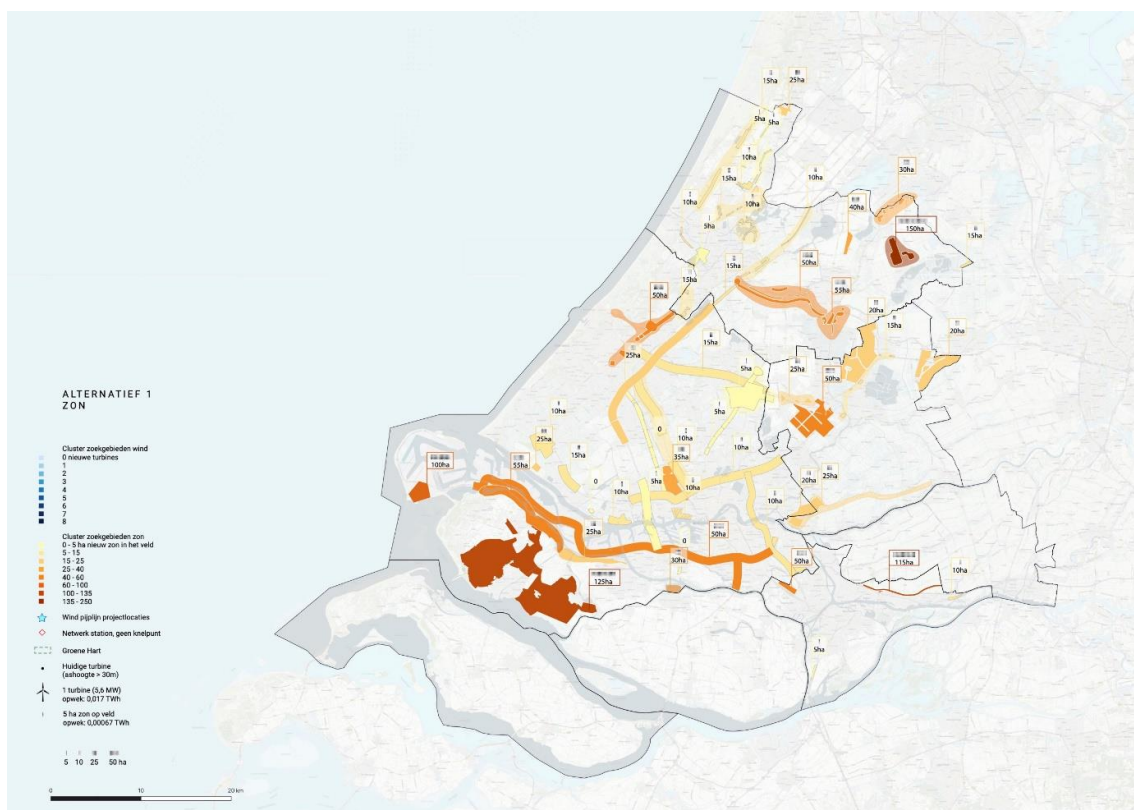 ALTERNATIEF 1
ZON
Cluster zoekgebieden wind
0 nieuwe turbines
1
2
3
4
5
6
7
8
Cluster zoekgebieden zon
0 - 5 ha nieuw zon in het veld
5 - 15
15 - 25
25 - 40
40 - 60
60 - 100
100 - 135
135 - 250
Wind pijplijn projectlocaties
Netwerk station, geen knelpunt
Groene Hart
Huidige turbine
(ashoogte > 30m)
1 turbine (5,6 MW)
opwek: 0,017 TWh
5 ha zon op veld
opwek: 0,00067 TWh
5 10 25 50 ha
0 10 20 km
15ha
25ha
5ha
5ha
10ha
15ha
10ha
30ha
10ha
10ha
40ha
5ha
150ha
15ha
15ha
15ha
50ha
50ha
55ha
20ha
15ha
20ha
15ha
25ha
5ha
25ha
50ha
10ha
5ha
25ha
0
10ha
10ha
15ha
35ha
100ha
55ha
5ha
0
10ha
10ha
20ha
25ha
10ha
25ha
0
50ha
30ha
50ha
115ha
10ha
125ha
5ha